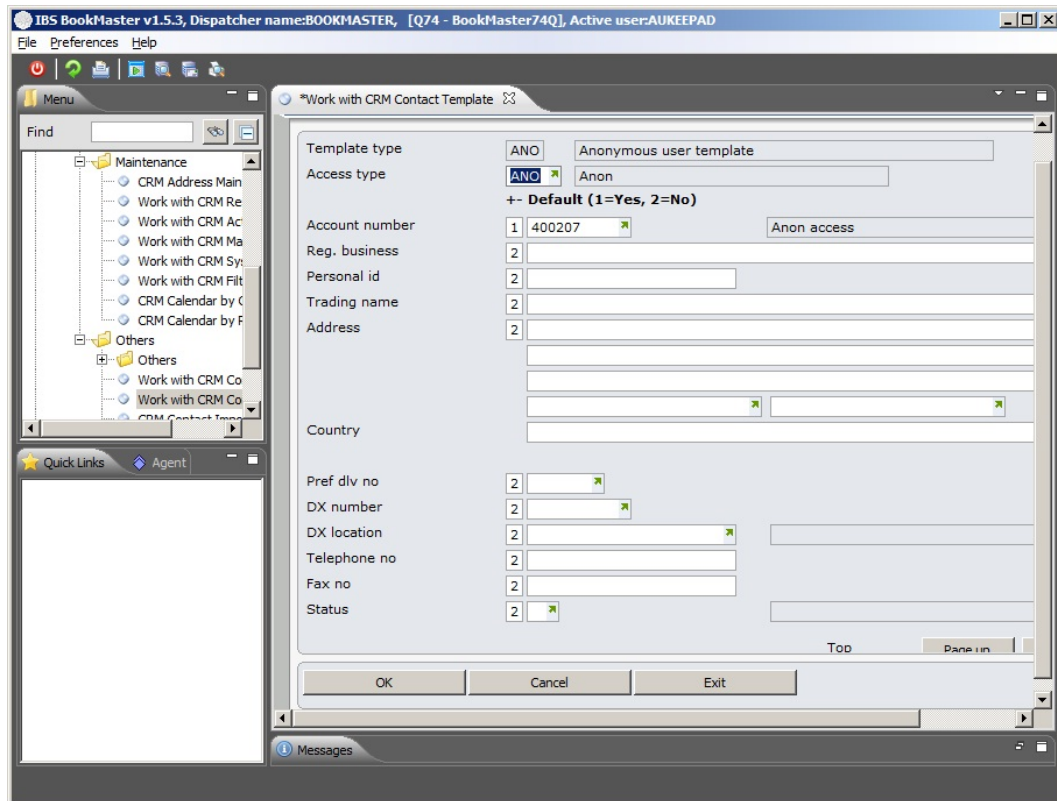 IBS BookMaster v1.5.3, Dispatcher name:BOOKMASTER, [Q74 - BookMaster74Q], Active user:AUKEEPAD
File Preferences Help
Menu
*Work with CRM Contact Template
Find
Maintenance
CRM Address Main
Work with CRM Re
Work with CRM Ac
Work with CRM Ma
Work with CRM Sy
Work with CRM Filt
CRM Calendar by C
CRM Calendar by F
Others
Others
Work with CRM Co
Work with CRM Co
CRM Contact Impo
Template type ANO Anonymous user template
Access type ANO Anon
+- Default (1=Yes, 2=No)
Account number 1 400207 Anon access
Reg. business 2
Personal id 2
Trading name 2
Address 2
Country
Pref dlv no 2
DX number 2
DX location 2
Telephone no 2
Fax no 2
Status 2
Top Page up
OK Cancel Exit
Quick Links Agent
Messages